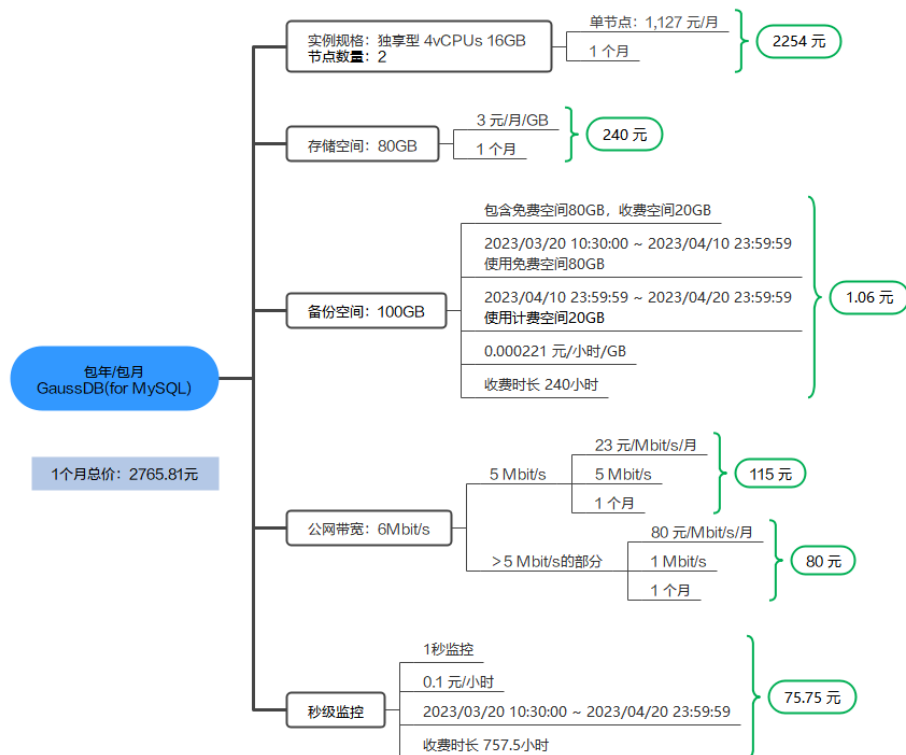 实例规格：独享型 4vCPUs 16GB
节点数量：2
单节点：1,127 元/月
1 个月
2254 元
存储空间：80GB
3 元/月/GB
1 个月
240 元
备份空间：100GB
包含免费空间80GB，收费空间20GB
2023/03/20 10:30:00 ~ 2023/04/10 23:59:59
使用免费空间80GB
2023/04/10 23:59:59 ~ 2023/04/20 23:59:59
使用计费空间20GB
0.000221 元/小时/GB
收费时长 240小时
1.06 元
包年/包月
GaussDB(for MySQL)
1个月总价：2765.81元
公网带宽：6Mbit/s
5 Mbit/s
23 元/Mbit/s/月
5 Mbit/s
1 个月
115 元
＞5 Mbit/s的部分
80 元/Mbit/s/月
1 Mbit/s
1 个月
80 元
秒级监控
1秒监控
0.1 元/小时
2023/03/20 10:30:00 ~ 2023/04/20 23:59:59
收费时长 757.5小时
75.75 元